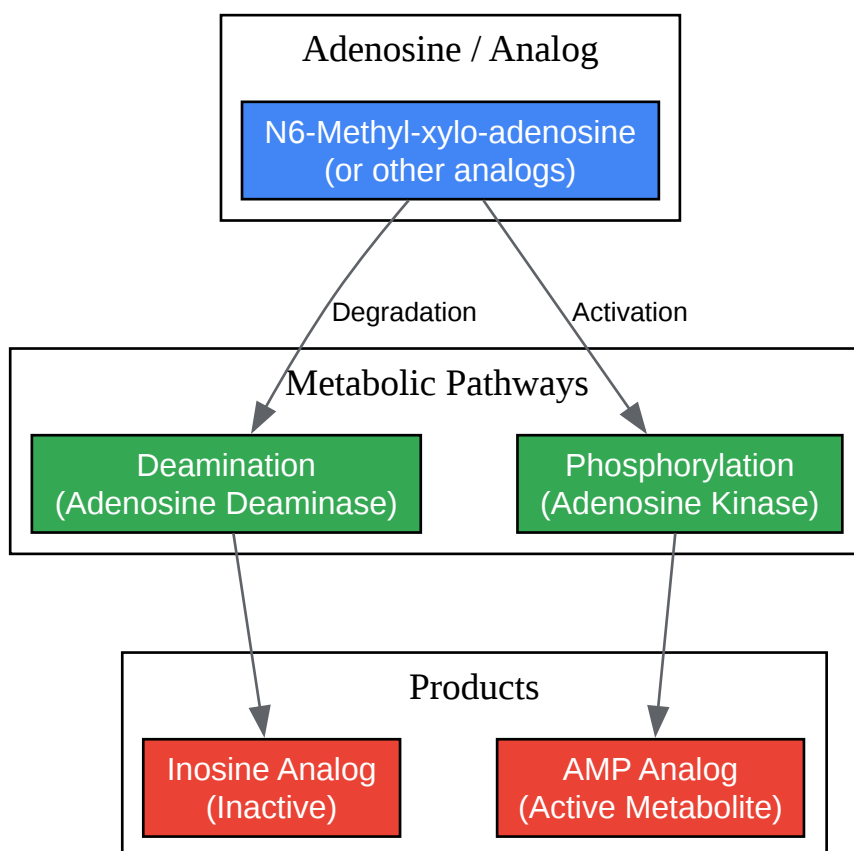 Adenosine / Analog
N6-Methyl-xylo-adenosine
(or other analogs)
Degradation
Activation
Metabolic Pathways
Deamination
(Adenosine Deaminase)
Phosphorylation
(Adenosine Kinase)
Products
Inosine Analog
(Inactive)
AMP Analog
(Active Metabolite)